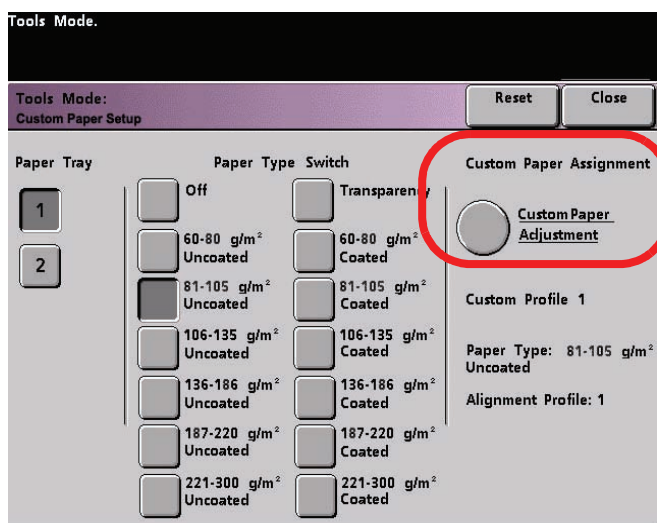 Tools Mode.
Tools Mode:
Custom Paper Setup
Reset
Close
Paper Tray
1
2
Paper Type Switch
Off
Transparency
60-80 g/m²
Uncoated
60-80 g/m²
Coated
81-105 g/m²
Uncoated
81-105 g/m²
Coated
106-135 g/m²
Uncoated
106-135 g/m²
Coated
136-186 g/m²
Uncoated
136-186 g/m²
Coated
187-220 g/m²
Uncoated
187-220 g/m²
Coated
221-300 g/m²
Uncoated
221-300 g/m²
Coated
Custom Paper Assignment
Custom Paper
Adjustment
Custom Profile 1
Paper Type: 81-105 g/m²
Uncoated
Alignment Profile: 1